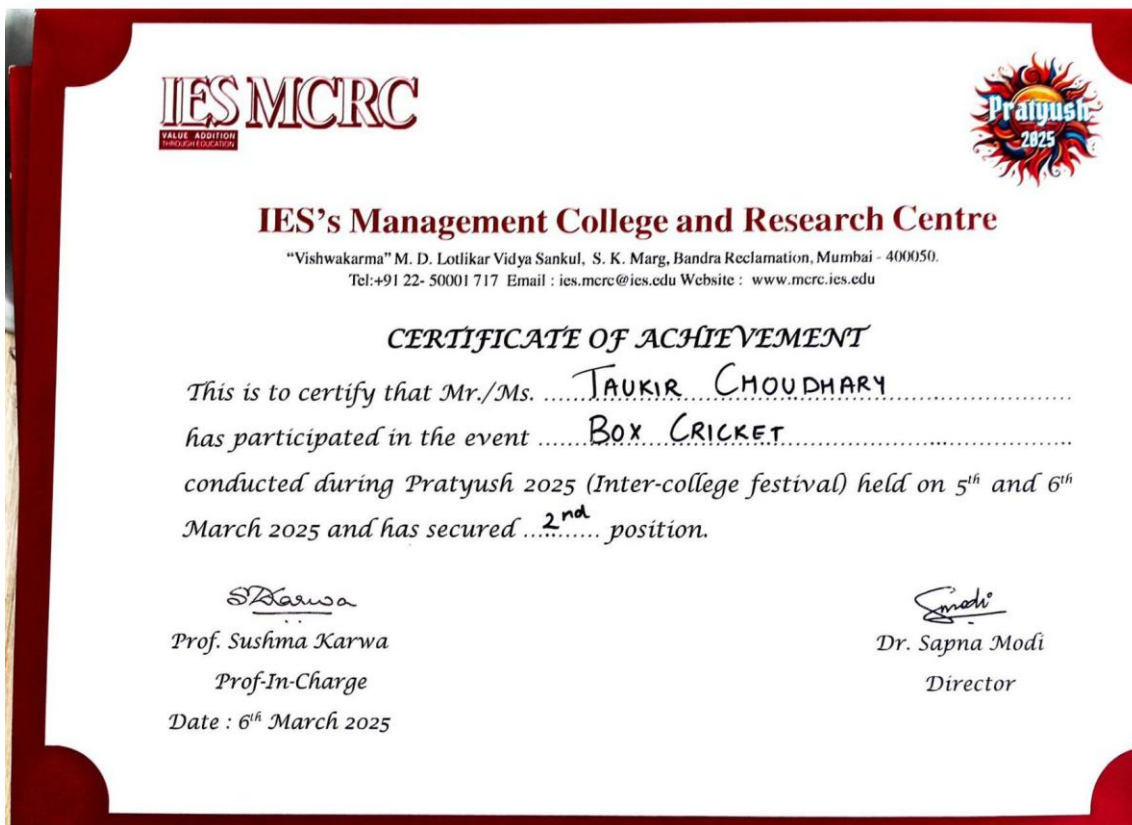 IES MCRC
VALUE ADDITION
THROUGH EDUCATION
Pratyush
2025
IES's Management College and Research Centre
"Vishwakarma" M. D. Lotlikar Vidya Sankul, S. K. Marg, Bandra Reclamation, Mumbai - 400050.
Tel:+91 22- 50001 717 Email : ies.mcrc@ies.edu Website : www.mcrc.ies.edu
CERTIFICATE OF ACHIEVEMENT
This is to certify that Mr./Ms. ...... TAUKIR CHOUDHARY ......
has participated in the event ...... BOX CRICKET ......
conducted during Pratyush 2025 (Inter-college festival) held on 5th and 6th
March 2025 and has secured ...2nd... position.
SDKarwa
Smodi
Prof. Sushma Karwa
Dr. Sapna Modi
Prof-In-Charge
Director
Date : 6th March 2025